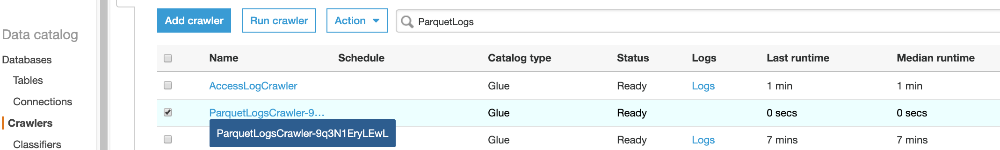 Data catalog
Databases
Tables
Connections
Crawlers
Classifiers
Add crawler Run crawler Action ParquetLogs
Name Schedule Catalog type Status Logs Last runtime Median runtime
AccessLogCrawler Glue Ready Logs 1 min 1 min
ParquetLogsCrawler-9... Glue Ready 0 secs 0 secs
ParquetLogsCrawler-9q3N1EryLEwL
Glue Ready Logs 7 mins 7 mins